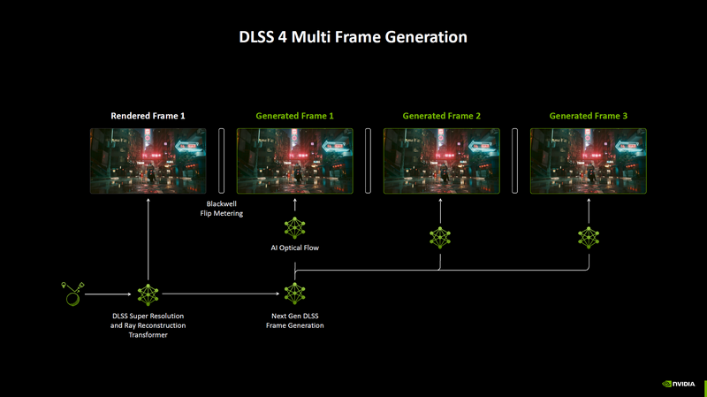 DLSS 4 Multi Frame Generation
Rendered Frame 1
Generated Frame 1
Generated Frame 2
Generated Frame 3
Blackwell
Flip Metering
AI Optical Flow
DLSS Super Resolution
and Ray Reconstruction
Transformer
Next Gen DLSS
Frame Generation
NVIDIA